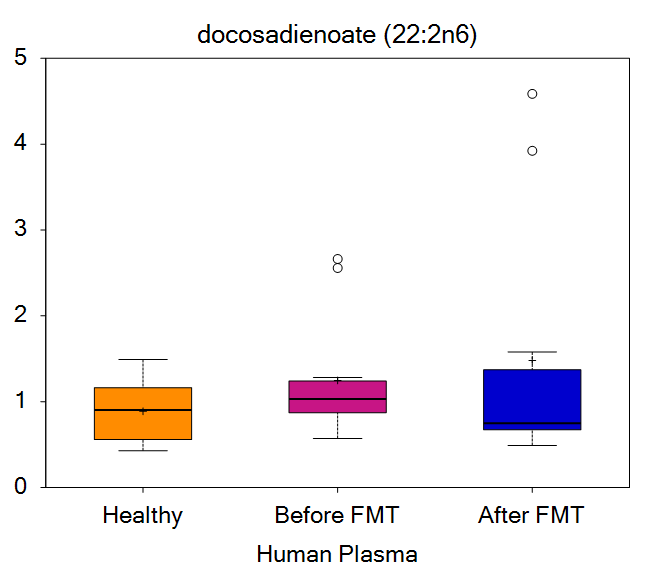 docosadienoate (22:2n6)
5
4
3
2
1
0
Healthy Before FMT After FMT
Human Plasma